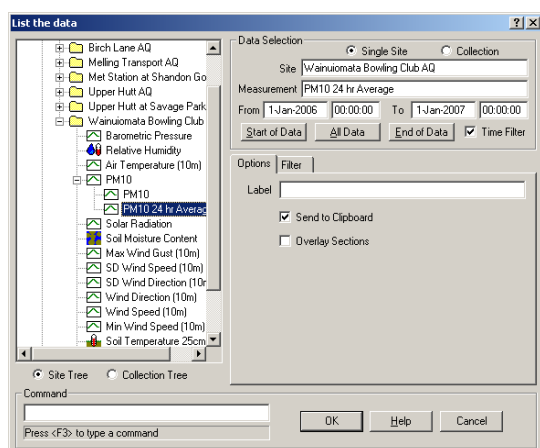 List the data
Birch Lane AQ
Melling Transport AQ
Met Station at Shandon Go
Upper Hutt AQ
Upper Hutt at Savage Park
Wainuiomata Bowling Club
Barometric Pressure
Relative Humidity
Air Temperature (10m)
PM10
PM10
PM10 24 hr Averag
Solar Radiation
Soil Moisture Content
Max Wind Gust (10m)
SD Wind Speed (10m)
SD Wind Direction (10r
Wind Direction (10m)
Wind Speed (10m)
Min Wind Speed (10m)
Soil Temperature 25cm
Site Tree Collection Tree
Data Selection
Single Site Collection
Site Wainuiomata Bowling Club AQ
Measurement PM10 24 hr Average
From 1-Jan-2006 00:00:00 To 1-Jan-2007 00:00:00
Start of Data All Data End of Data Time Filter
Options Filter
Label
Send to Clipboard
Overlay Sections
Command
Press <F3> to type a command
OK Help Cancel